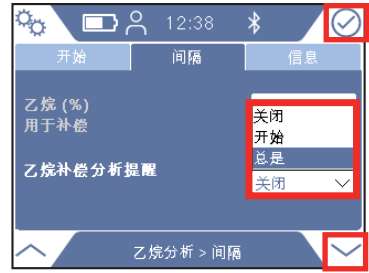 12:38
开始 间隔 信息
乙烷 (%)
用于补偿
关闭
开始
总是
乙烷补偿分析提醒 关闭
乙烷分析 > 间隔